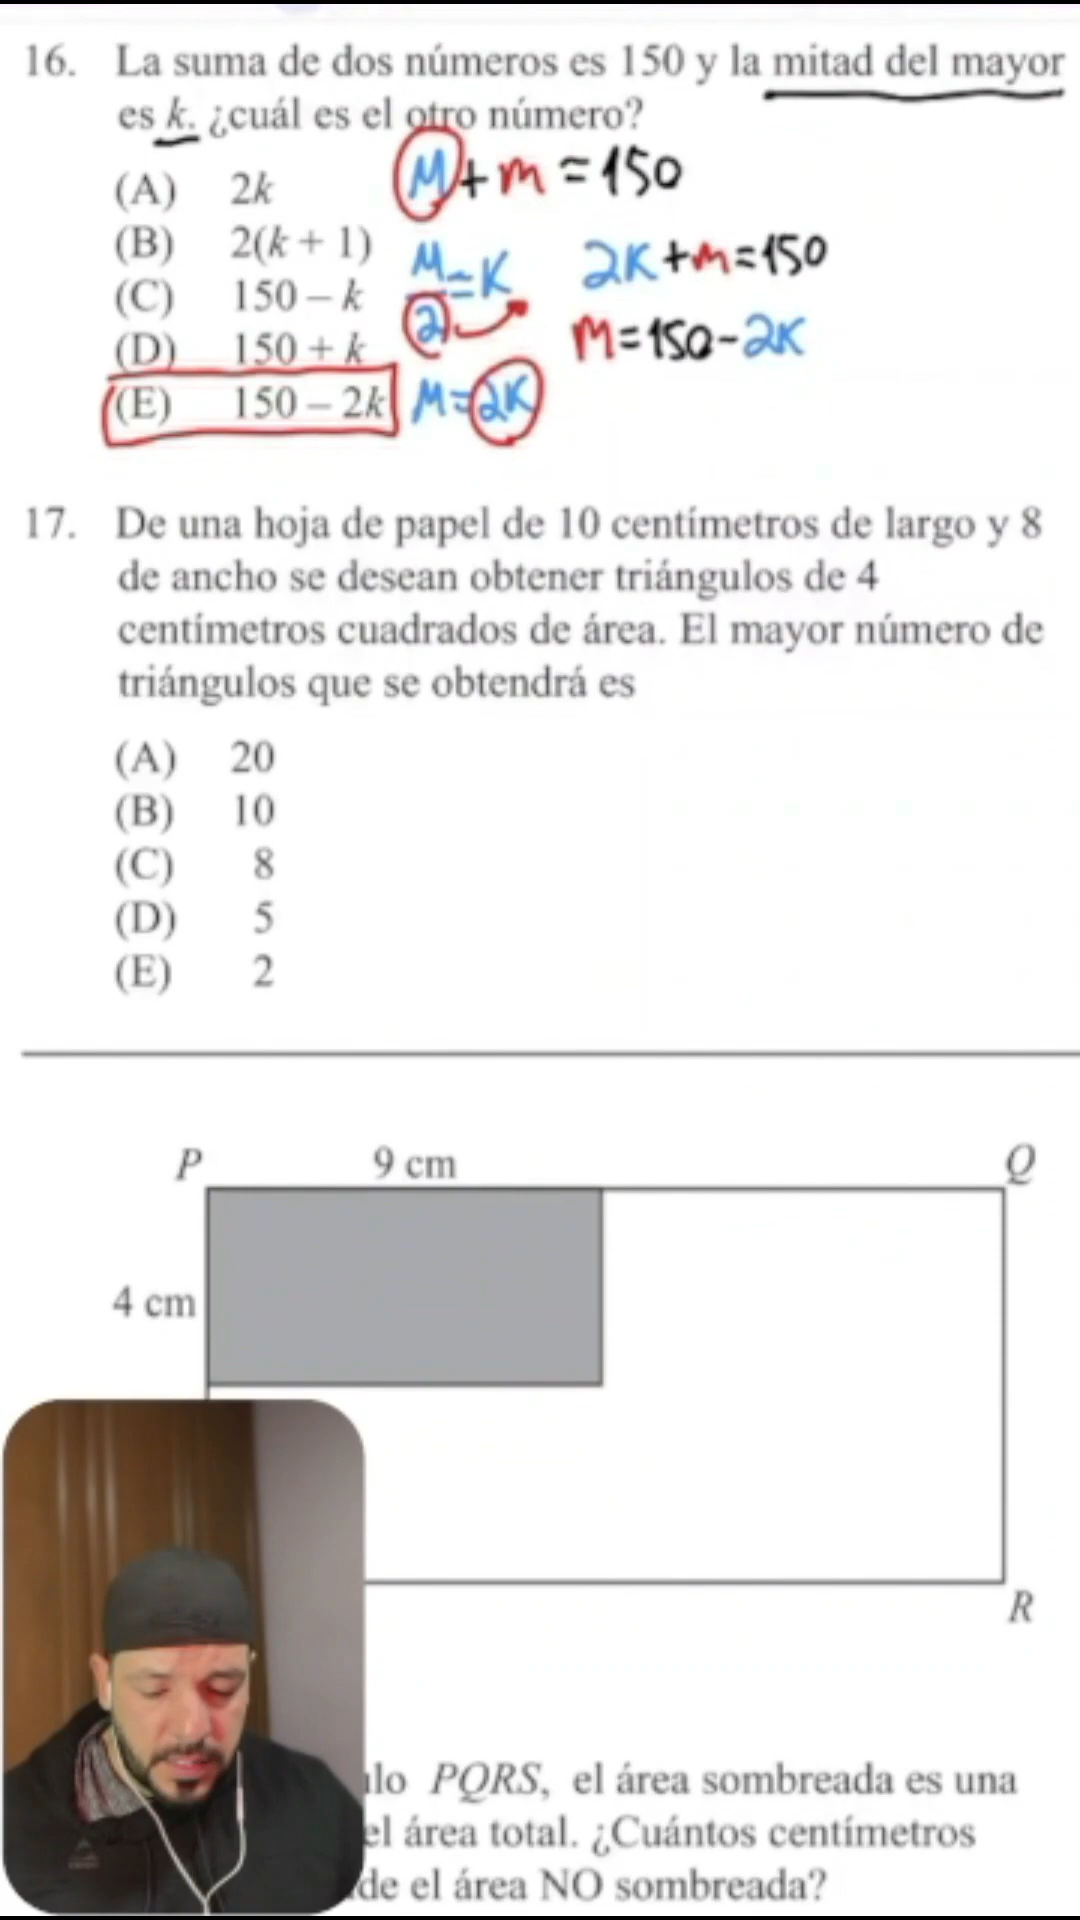 16. La suma de dos números es 150 y la mitad del mayor
es k. ¿cuál es el otro número?
(A) 2k
(B) 2(k + 1)
(C) 150 – k
(D) 150 + k
(E) 150 – 2k
M + m = 150
M/2 = K
M = 2K
2K + m = 150
m = 150 - 2K
17. De una hoja de papel de 10 centímetros de largo y 8
de ancho se desean obtener triángulos de 4
centímetros cuadrados de área. El mayor número de
triángulos que se obtendrá es
(A) 20
(B) 10
(C) 8
(D) 5
(E) 2
P 9 cm Q
4 cm
R
lo PQRS, el área sombreada es una
el área total. ¿Cuántos centímetros
de el área NO sombreada?